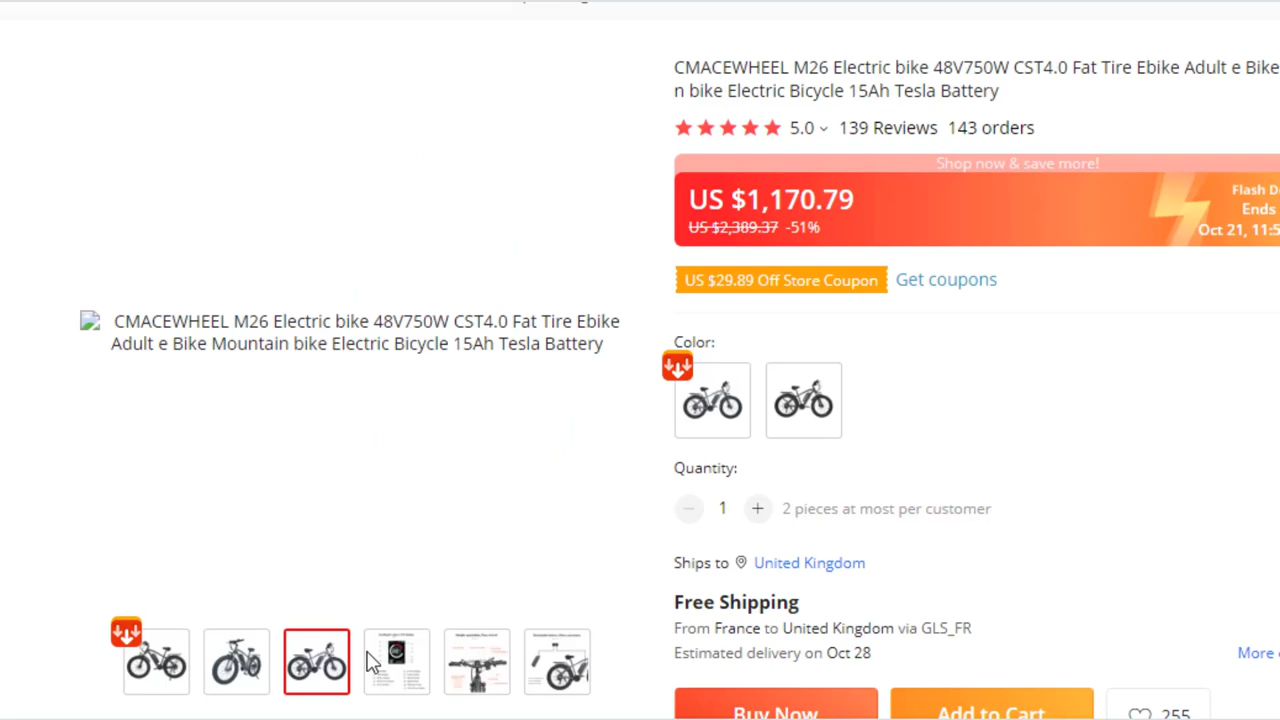 CMACEWHEEL M26 Electric bike 48V750W CST4.0 Fat Tire Ebike Adult e Bike
n bike Electric Bicycle 15Ah Tesla Battery
5.0 139 Reviews 143 orders
Shop now & save more!
US $1,170.79
US $2,389.37 -51%
Flash D
Ends
Oct 21, 11:5
US $29.89 Off Store Coupon Get coupons
CMACEWHEEL M26 Electric bike 48V750W CST4.0 Fat Tire Ebike
Adult e Bike Mountain bike Electric Bicycle 15Ah Tesla Battery
Color:
Quantity:
1 + 2 pieces at most per customer
Ships to United Kingdom
Free Shipping
From France to United Kingdom via GLS_FR
Estimated delivery on Oct 28
More
Buy Now
Add to Cart
255